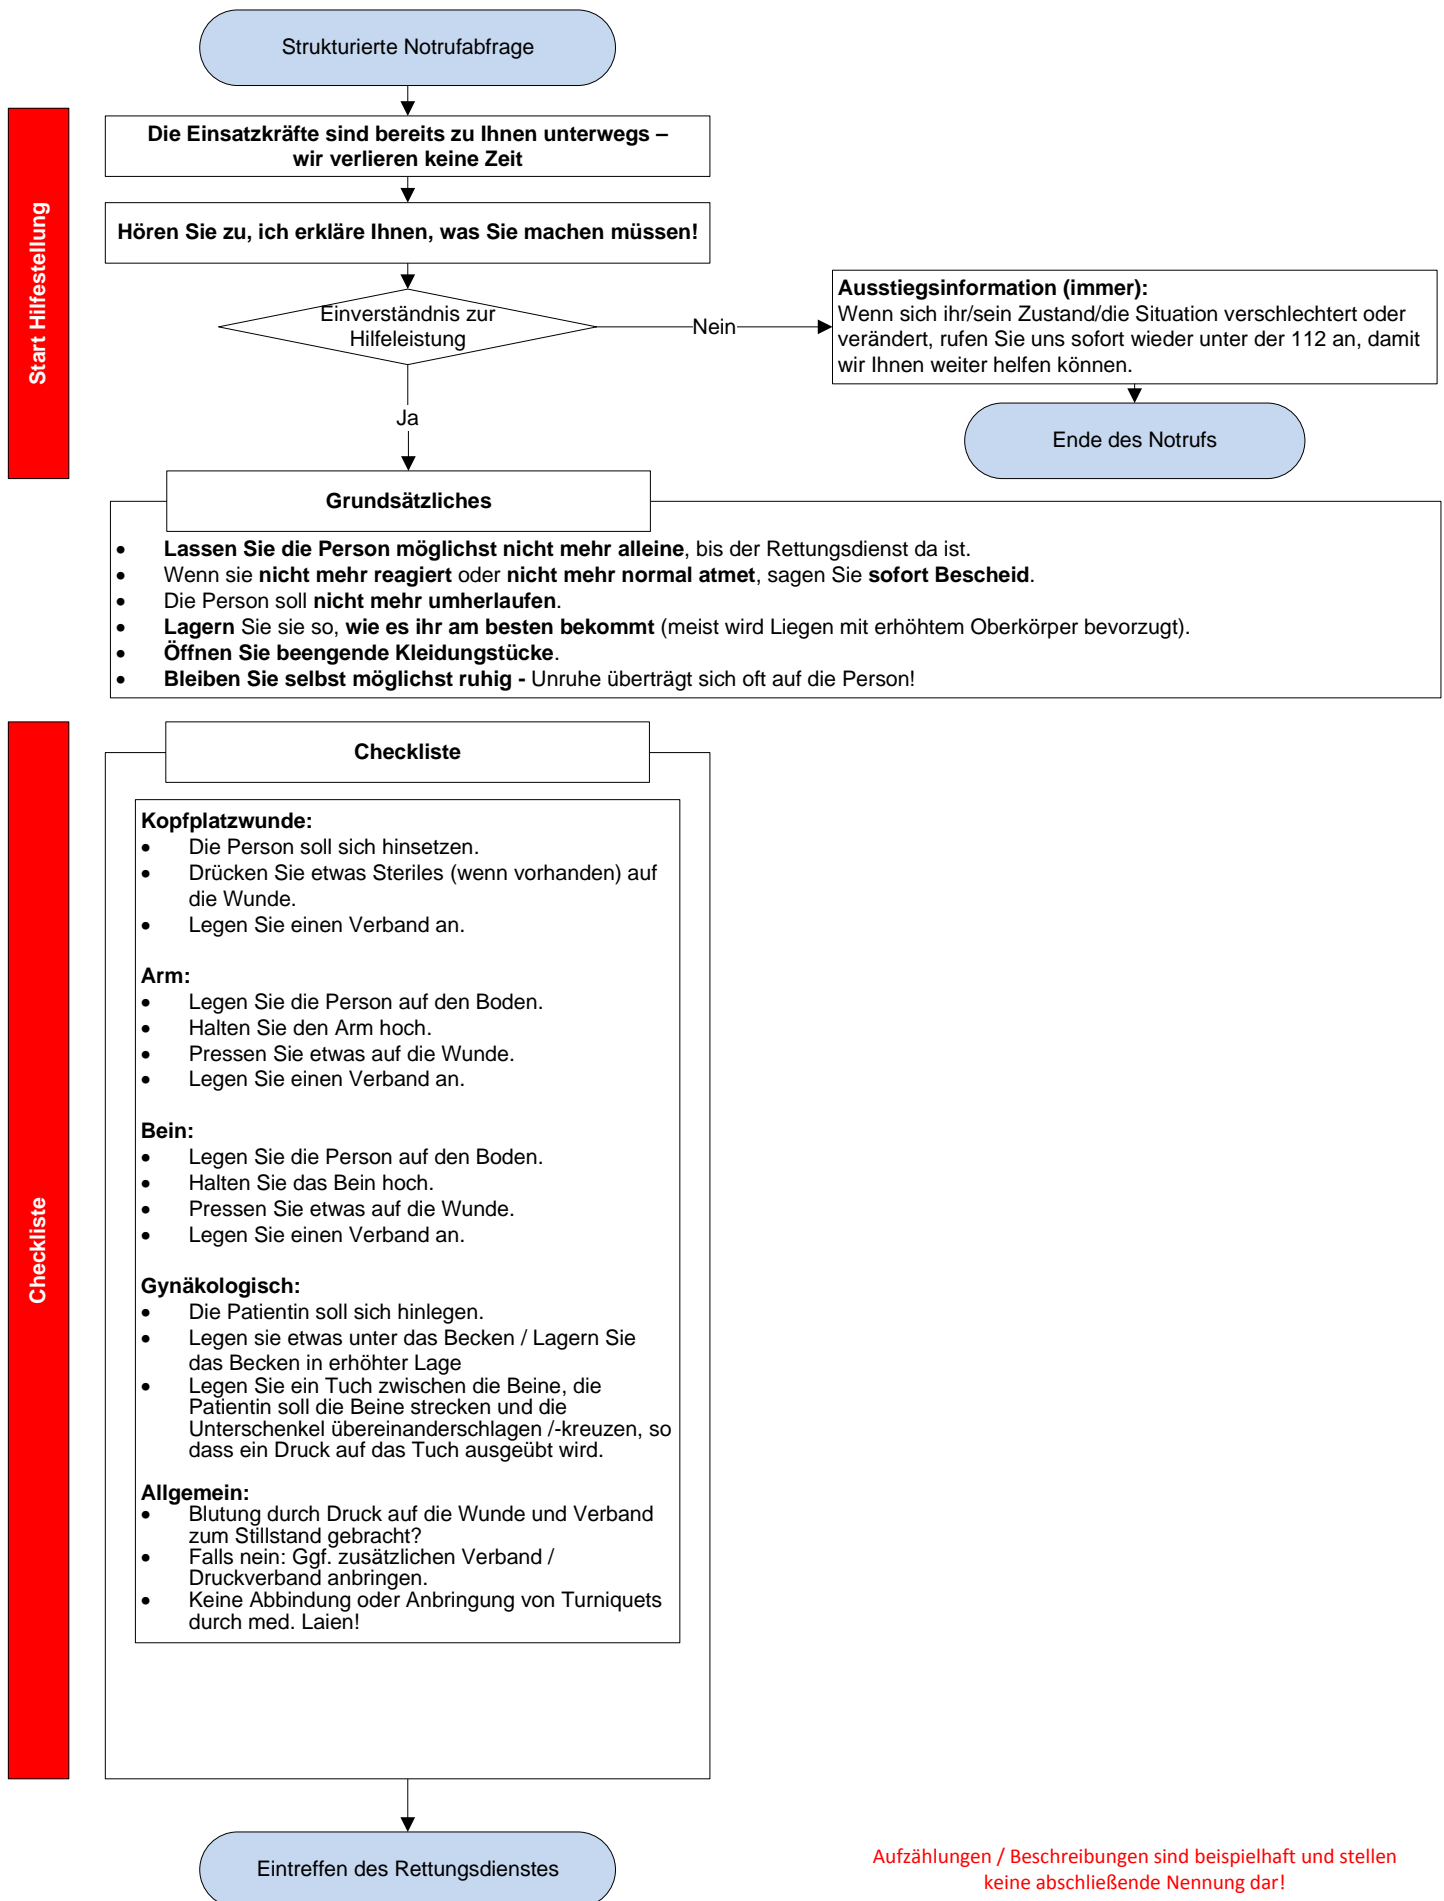 Strukturierte Notrufabfrage
Start Hilfestellung
Die Einsatzkräfte sind bereits zu Ihnen unterwegs –
wir verlieren keine Zeit
Hören Sie zu, ich erkläre Ihnen, was Sie machen müssen!
Einverständnis zur
Hilfeleistung
Nein
Ausstiegsinformation (immer):
Wenn sich ihr/sein Zustand/die Situation verschlechtert oder
verändert, rufen Sie uns sofort wieder unter der 112 an, damit
wir Ihnen weiter helfen können.
Ende des Notrufs
Ja
Grundsätzliches
• Lassen Sie die Person möglichst nicht mehr alleine, bis der Rettungsdienst da ist.
• Wenn sie nicht mehr reagiert oder nicht mehr normal atmet, sagen Sie sofort Bescheid.
• Die Person soll nicht mehr umherlaufen.
• Lagern Sie sie so, wie es ihr am besten bekommt (meist wird Liegen mit erhöhtem Oberkörper bevorzugt).
• Öffnen Sie beengende Kleidungstücke.
• Bleiben Sie selbst möglichst ruhig - Unruhe überträgt sich oft auf die Person!
Checkliste
Checkliste
Kopfplatzwunde:
• Die Person soll sich hinsetzen.
• Drücken Sie etwas Steriles (wenn vorhanden) auf
die Wunde.
• Legen Sie einen Verband an.
Arm:
• Legen Sie die Person auf den Boden.
• Halten Sie den Arm hoch.
• Pressen Sie etwas auf die Wunde.
• Legen Sie einen Verband an.
Bein:
• Legen Sie die Person auf den Boden.
• Halten Sie das Bein hoch.
• Pressen Sie etwas auf die Wunde.
• Legen Sie einen Verband an.
Gynäkologisch:
• Die Patientin soll sich hinlegen.
• Legen sie etwas unter das Becken / Lagern Sie
das Becken in erhöhter Lage
• Legen Sie ein Tuch zwischen die Beine, die
Patientin soll die Beine strecken und die
Unterschenkel übereinanderschlagen /-kreuzen, so
dass ein Druck auf das Tuch ausgeübt wird.
Allgemein:
• Blutung durch Druck auf die Wunde und Verband
zum Stillstand gebracht?
• Falls nein: Ggf. zusätzlichen Verband /
Druckverband anbringen.
• Keine Abbindung oder Anbringung von Turniquets
durch med. Laien!
Eintreffen des Rettungsdienstes
Aufzählungen / Beschreibungen sind beispielhaft und stellen
keine abschließende Nennung dar!